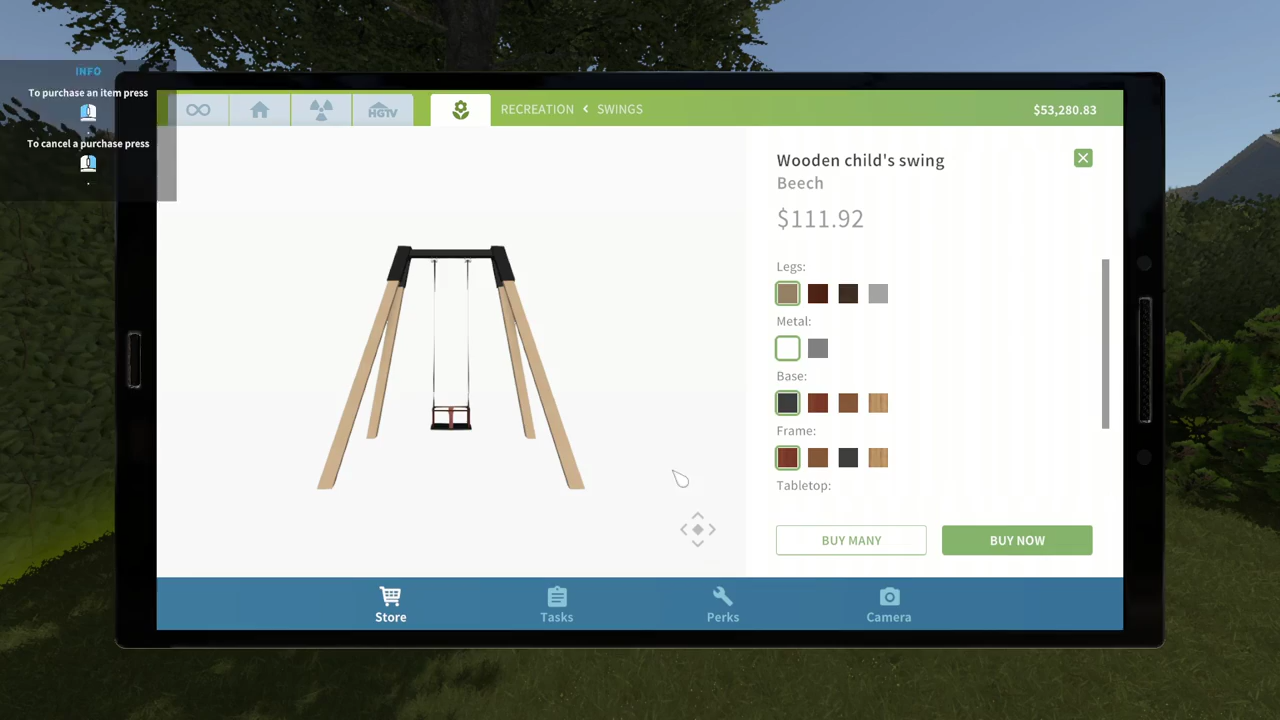 INFO
To purchase an item press
To cancel a purchase press
.
HGTV
RECREATION < SWINGS
$53,280.83
Wooden child's swing
Beech
$111.92
Legs:
Metal:
Base:
Frame:
Tabletop:
BUY MANY
BUY NOW
Store
Tasks
Perks
Camera